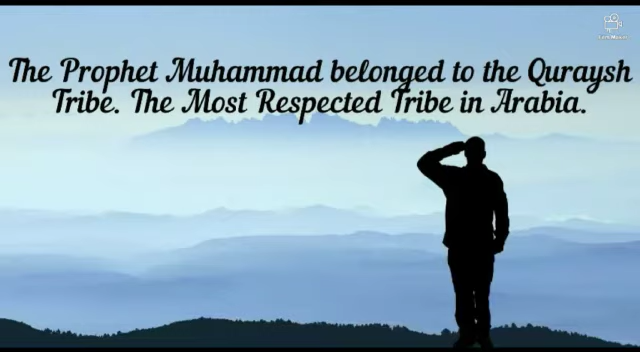 The Prophet Muhammad belonged to the Quraysh
Tribe. The Most Respected Tribe in Arabia.